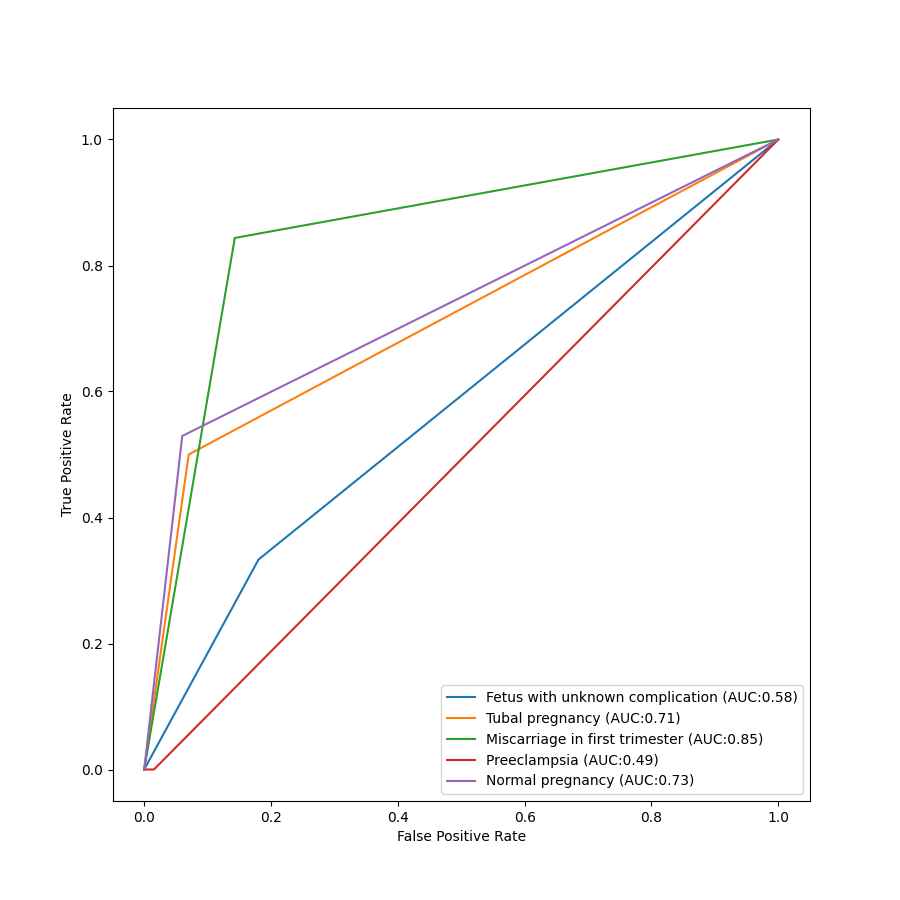 1.0
0.8
0.6
0.4
0.2
0.0
True Positive Rate
Fetus with unknown complication (AUC:0.58)
Tubal pregnancy (AUC:0.71)
Miscarriage in first trimester (AUC:0.85)
Preeclampsia (AUC:0.49)
Normal pregnancy (AUC:0.73)
0.0 0.2 0.4 0.6 0.8 1.0
False Positive Rate